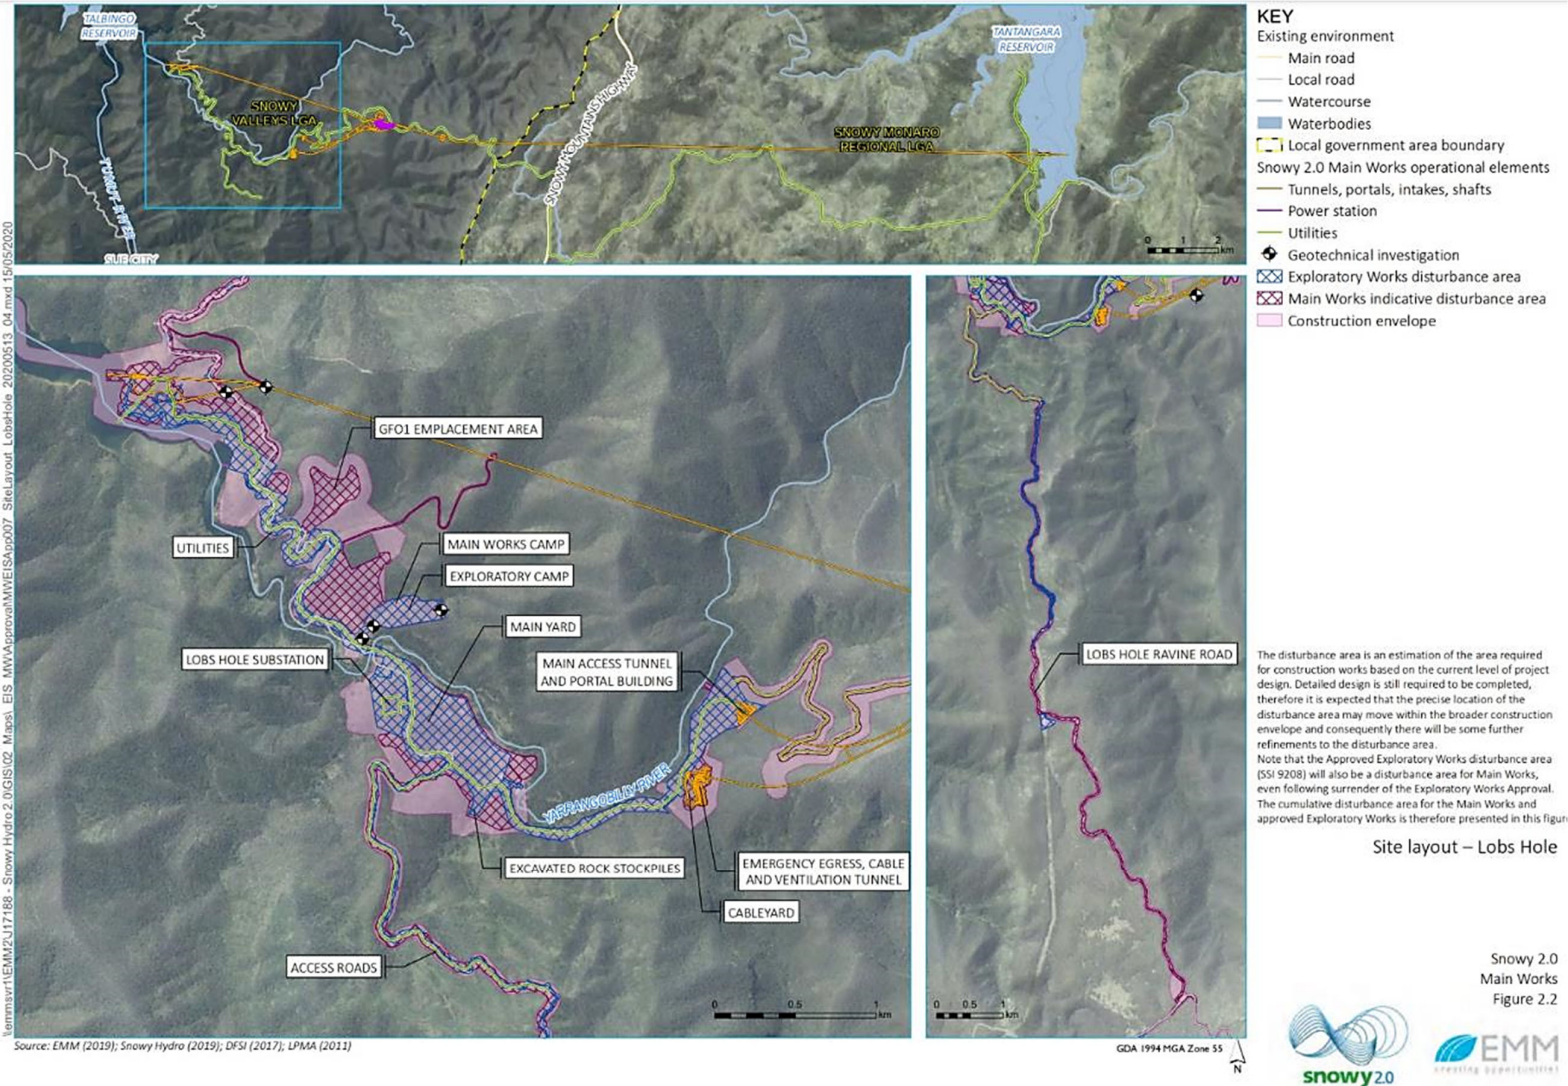 TALBINGO
RESERVOIR
TANTANGARA
RESERVOIR
SNOWY
VALLEYS LGA
SNOWY MOUNTAINS HIGHWAY
SNOWY MONARO
REGIONAL LGA
TUMUT RIVER
SUE CITY
0 1 2
km
KEY
Existing environment
Main road
Local road
Watercourse
Waterbodies
Local government area boundary
Snowy 2.0 Main Works operational elements
Tunnels, portals, intakes, shafts
Power station
Utilities
Geotechnical investigation
Exploratory Works disturbance area
Main Works indicative disturbance area
Construction envelope
GF01 EMPLACEMENT AREA
UTILITIES
MAIN WORKS CAMP
EXPLORATORY CAMP
MAIN YARD
LOBS HOLE SUBSTATION
MAIN ACCESS TUNNEL
AND PORTAL BUILDING
YARRANGOBILLY RIVER
EXCAVATED ROCK STOCKPILES
EMERGENCY EGRESS, CABLE
AND VENTILATION TUNNEL
CABLEYARD
ACCESS ROADS
0 0.5 1
km
LOBS HOLE RAVINE ROAD
0 0.5 1
km
The disturbance area is an estimation of the area required
for construction works based on the current level of project
design. Detailed design is still required to be completed,
therefore it is expected that the precise location of the
disturbance area may move within the broader construction
envelope and consequently there will be some further
refinements to the disturbance area.
Note that the Approved Exploratory Works disturbance area
(SSI 9208) will also be a disturbance area for Main Works,
even following surrender of the Exploratory Works Approval.
The cumulative disturbance area for the Main Works and
approved Exploratory Works is therefore presented in this figur
Site layout – Lobs Hole
Snowy 2.0
Main Works
Figure 2.2
snowy2.0
EMM
creating opportunities
Source: EMM (2019); Snowy Hydro (2019); DFSI (2017); LPMA (2011)
GDA 1994 MGA Zone 55
N